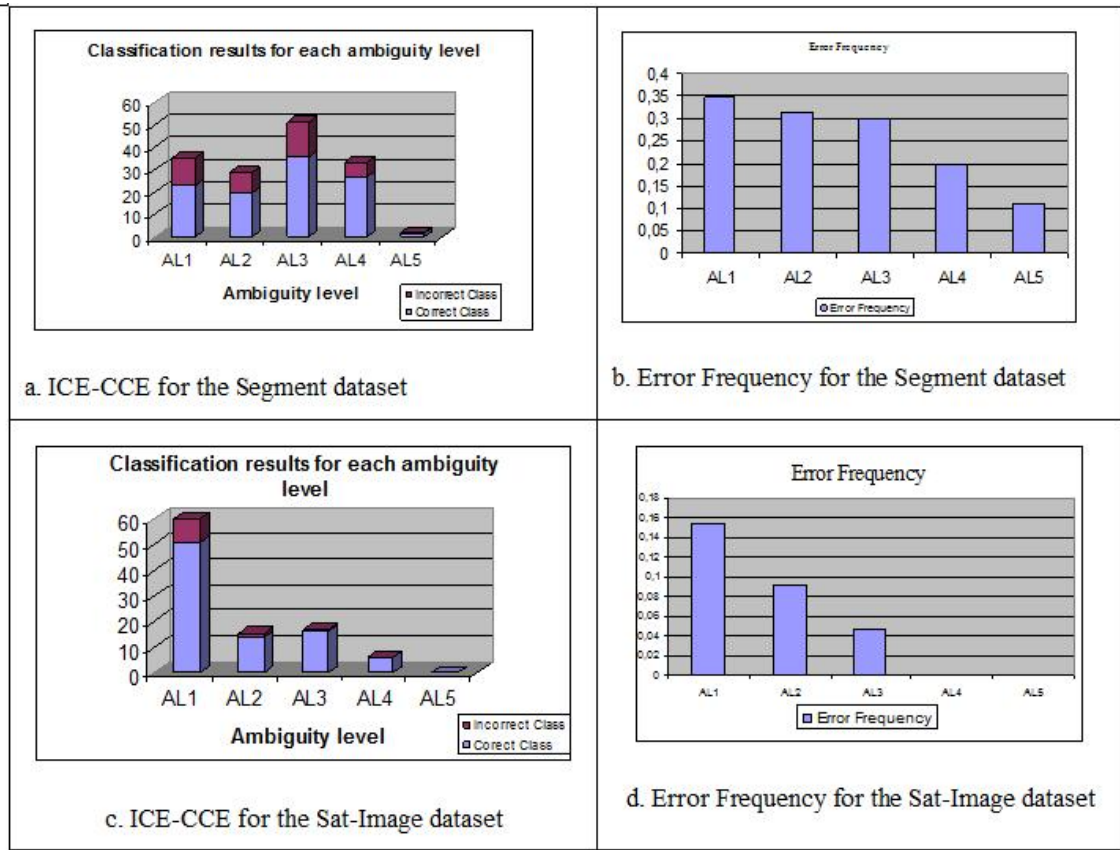 Classification results for each ambiguity level
60
50
40
30
20
10
0
AL1 AL2 AL3 AL4 AL5
Ambiguity level
Incorrect Class
Correct Class
a. ICE-CCE for the Segment dataset
Error Frequency
0,4
0,35
0,3
0,25
0,2
0,15
0,1
0,05
0
AL1 AL2 AL3 AL4 AL5
Error Frequency
b. Error Frequency for the Segment dataset
Classification results for each ambiguity
level
60
50
40
30
20
10
0
AL1 AL2 AL3 AL4 AL5
Ambiguity level
Incorrect Class
Corect Class
c. ICE-CCE for the Sat-Image dataset
Error Frequency
0,18
0,16
0,14
0,12
0,1
0,08
0,06
0,04
0,02
0
AL1 AL2 AL3 AL4 AL5
Error Frequency
d. Error Frequency for the Sat-Image dataset